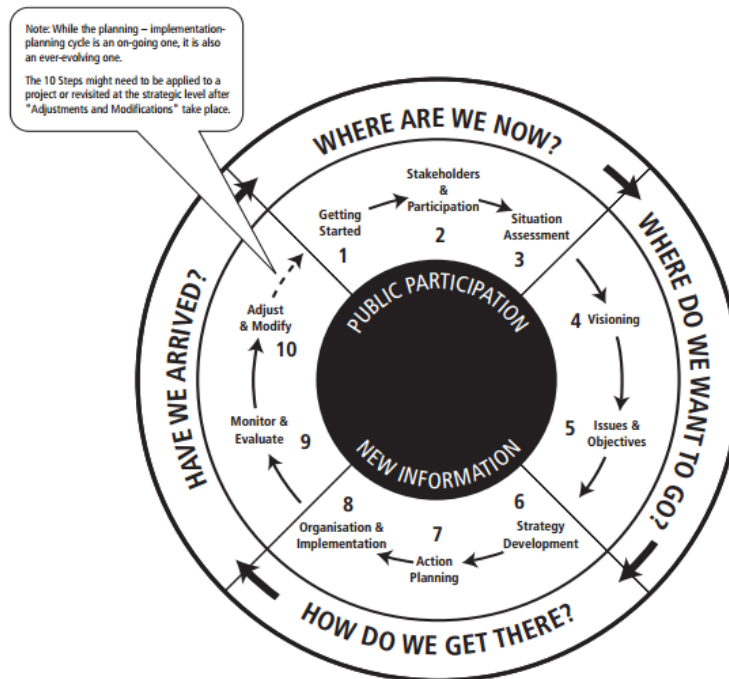 Note: While the planning – implementation-
planning cycle is an on-going one, it is also
an ever-evolving one.
The 10 Steps might need to be applied to a
project or revisited at the strategic level after
"Adjustments and Modifications" take place.
WHERE ARE WE NOW?
Getting
Started
1
Stakeholders
&
Participation
2
Situation
Assessment
3
WHERE DO WE WANT TO GO?
4
Visioning
5
Issues &
Objectives
HOW DO WE GET THERE?
6
Strategy
Development
7
Action
Planning
8
Organisation &
Implementation
HAVE WE ARRIVED?
Monitor &
Evaluate
9
Adjust
& Modify
10
PUBLIC PARTICIPATION
NEW INFORMATION